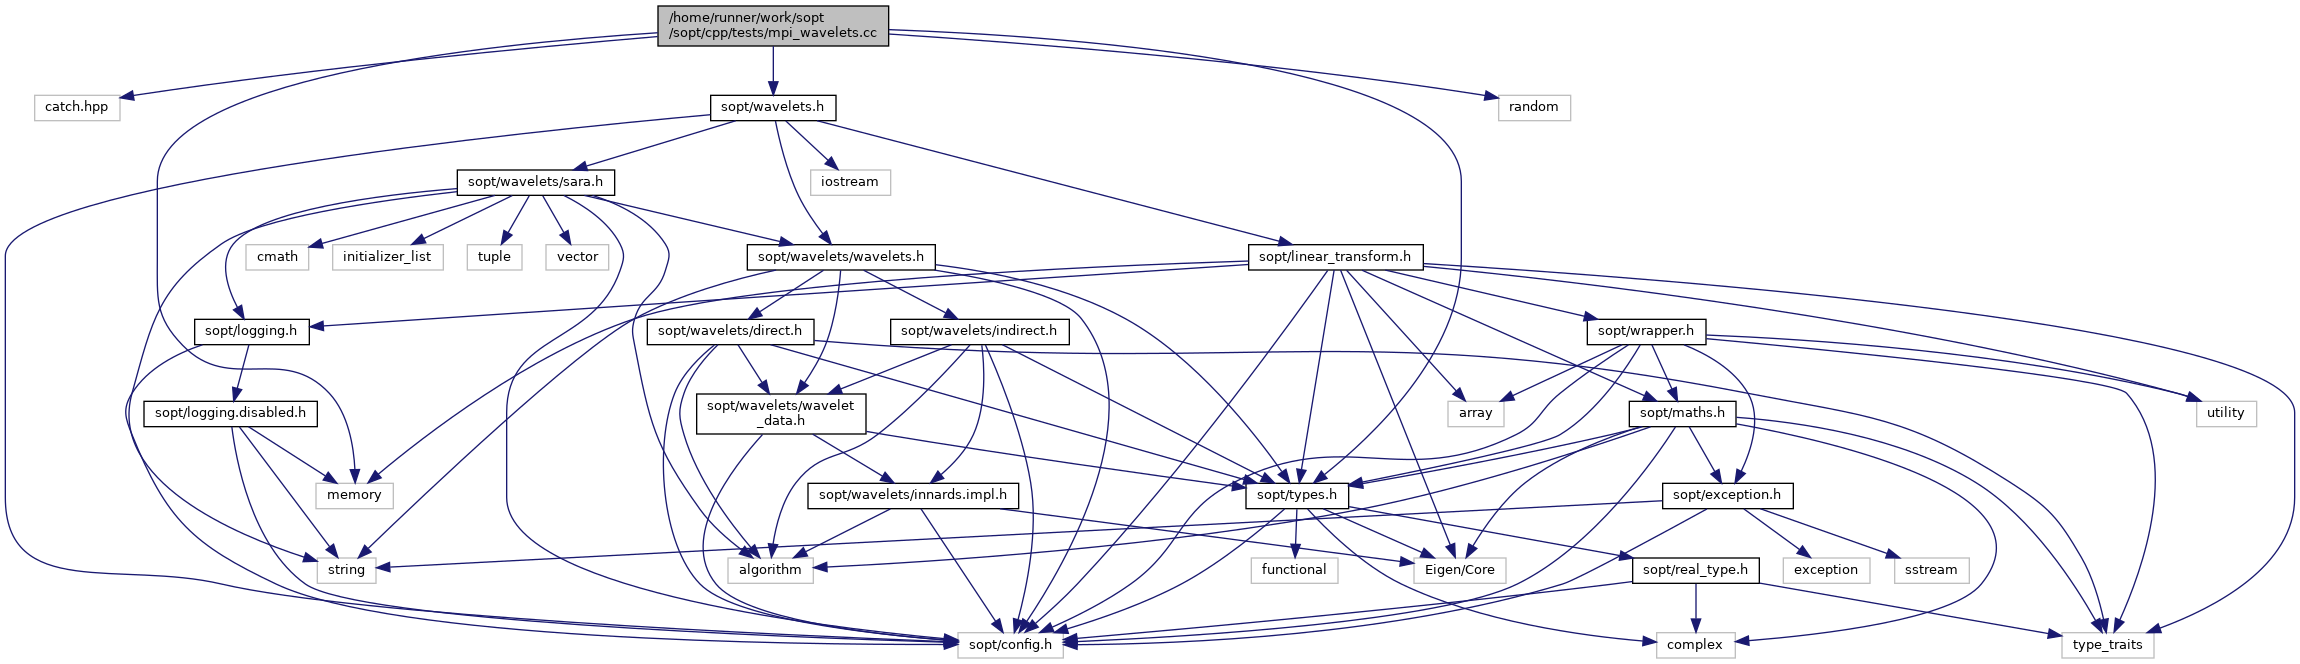 /home/runner/work/sopt
/sopt/cpp/tests/mpi_wavelets.cc
catch.hpp
sopt/wavelets.h
random
sopt/wavelets/sara.h
iostream
cmath
initializer_list
tuple
vector
sopt/wavelets/wavelets.h
sopt/linear_transform.h
sopt/logging.h
sopt/wavelets/direct.h
sopt/wavelets/indirect.h
sopt/wrapper.h
sopt/logging.disabled.h
sopt/wavelets/wavelet
_data.h
array
sopt/maths.h
utility
memory
sopt/wavelets/innards.impl.h
sopt/types.h
sopt/exception.h
string
algorithm
functional
Eigen/Core
sopt/real_type.h
exception
sstream
sopt/config.h
complex
type_traits